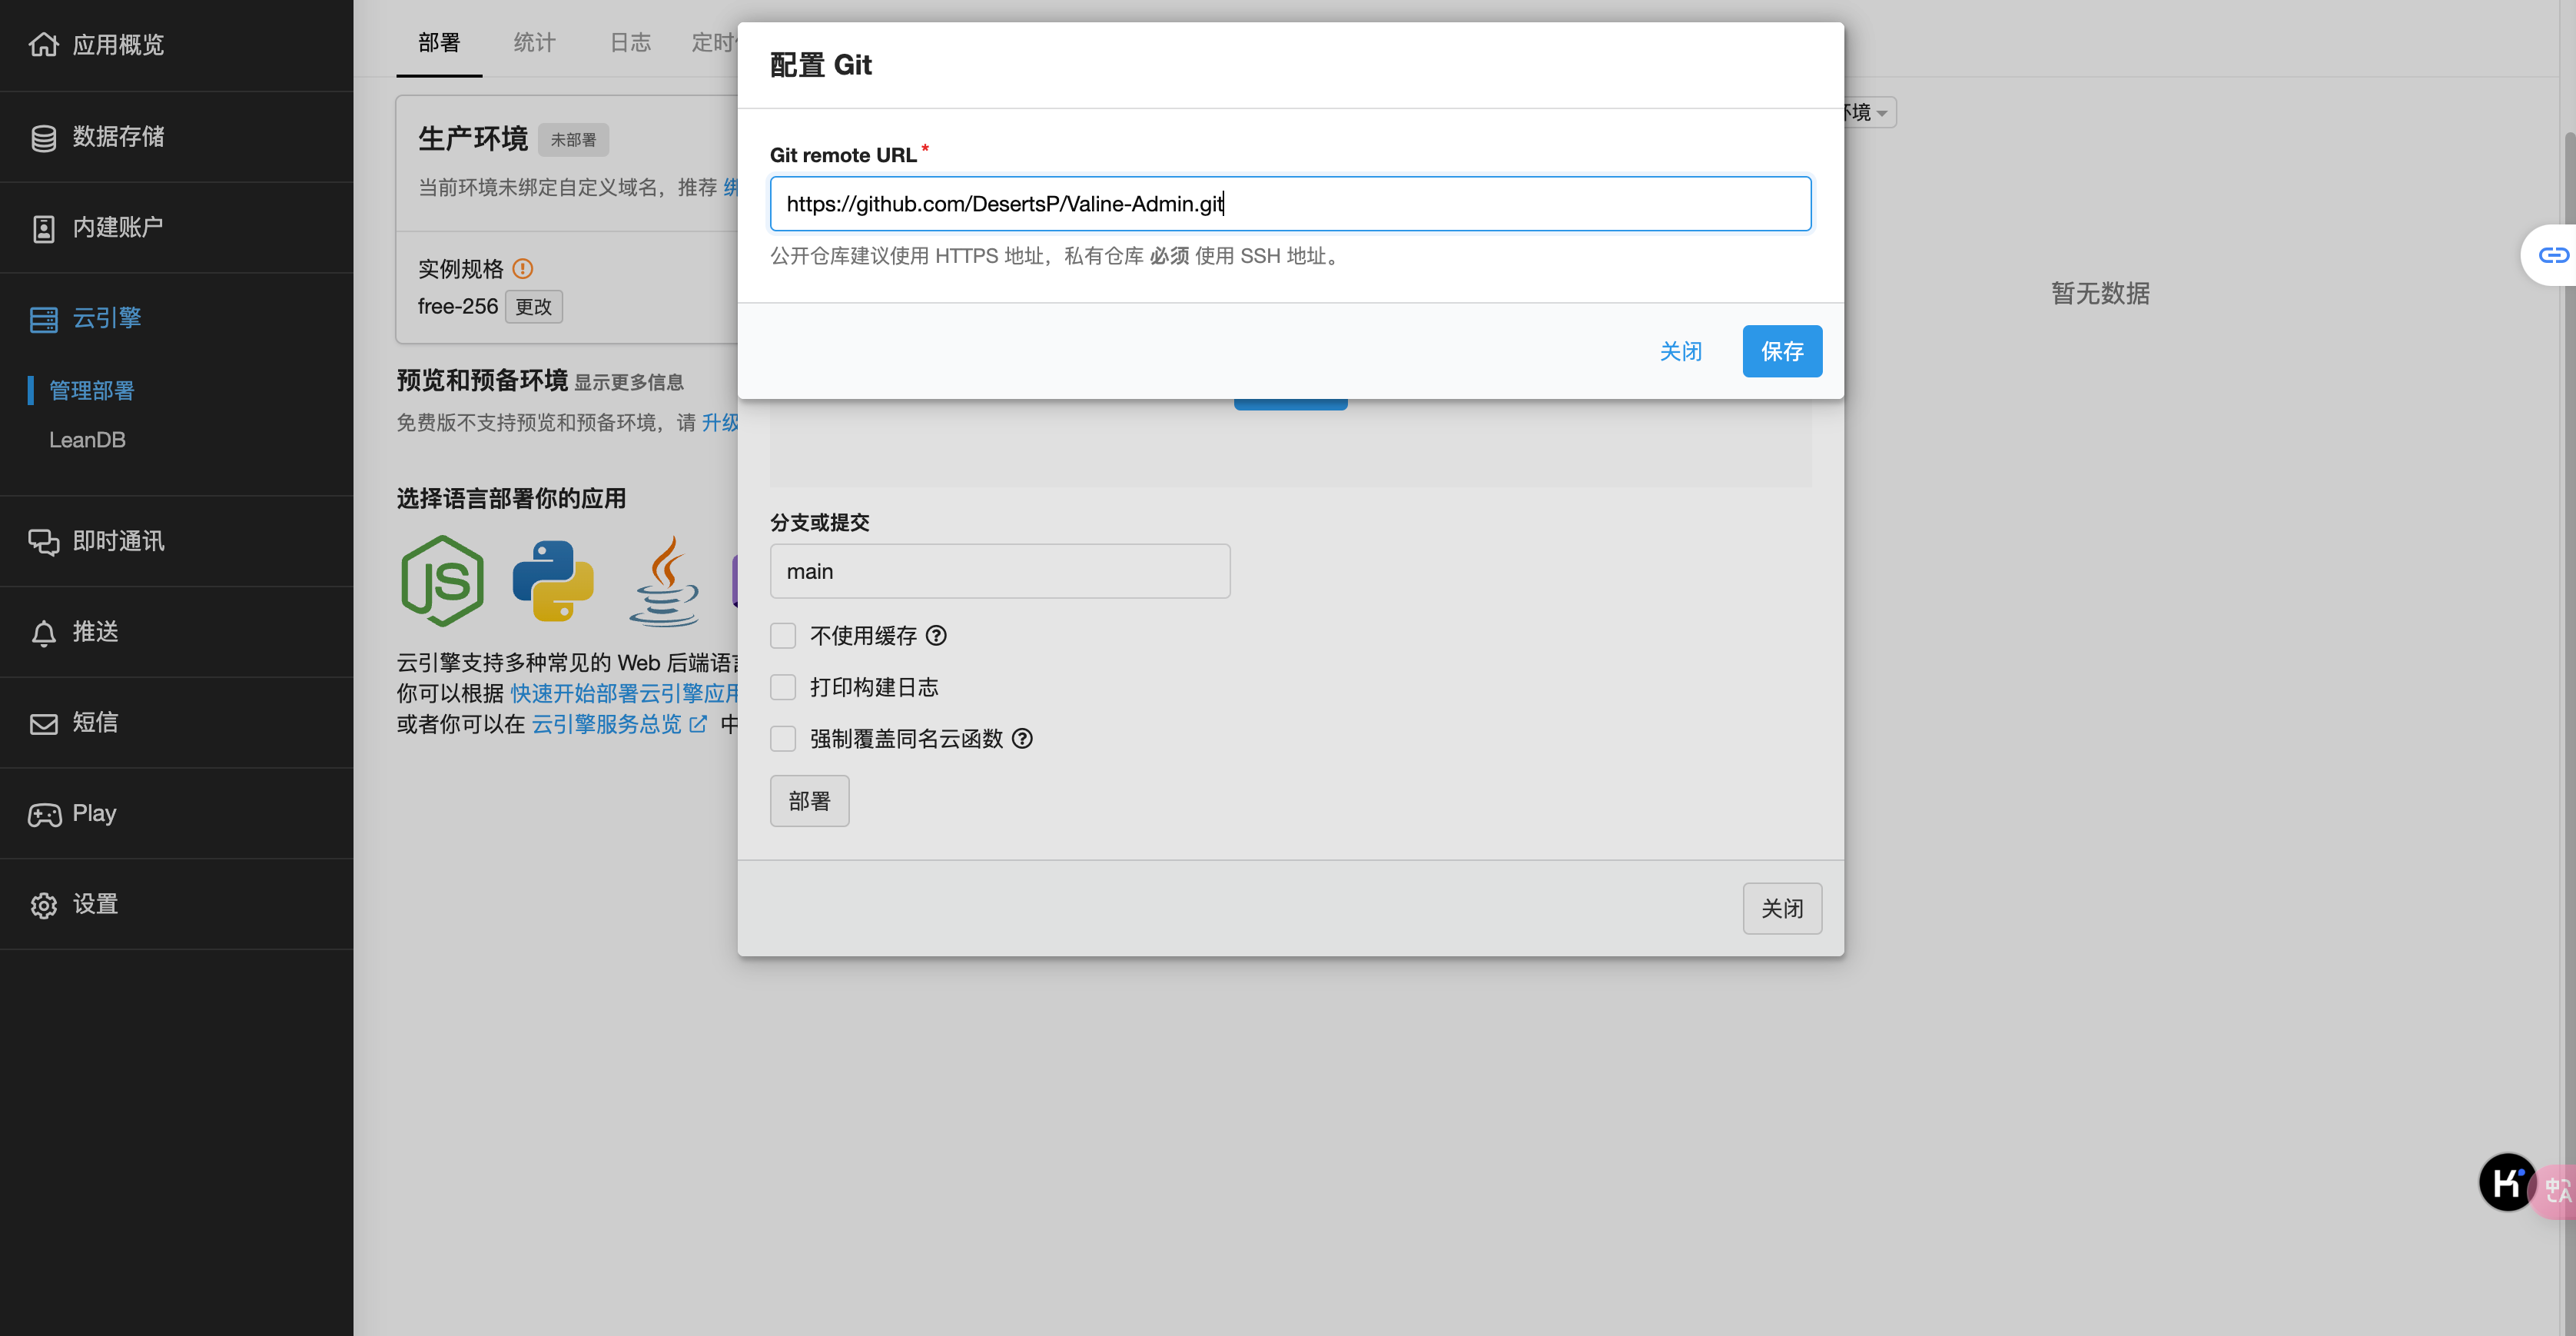 应用概览
数据存储
内建账户
云引擎
管理部署
LeanDB
即时通讯
推送
短信
Play
设置
部署 统计 日志 定时
生产环境 未部署
当前环境未绑定自定义域名，推荐 绑
实例规格
free-256 更改
预览和预备环境 显示更多信息
免费版不支持预览和预备环境，请 升级
选择语言部署你的应用
JS
云引擎支持多种常见的 Web 后端语言
你可以根据 快速开始部署云引擎应用
或者你可以在 云引擎服务总览 中
配置 Git
Git remote URL *
https://github.com/DesertsP/Valine-Admin.git
公开仓库建议使用 HTTPS 地址，私有仓库 必须 使用 SSH 地址。
关闭 保存
分支或提交
main
不使用缓存
打印构建日志
强制覆盖同名云函数
部署
关闭
环境
暂无数据
K
中A